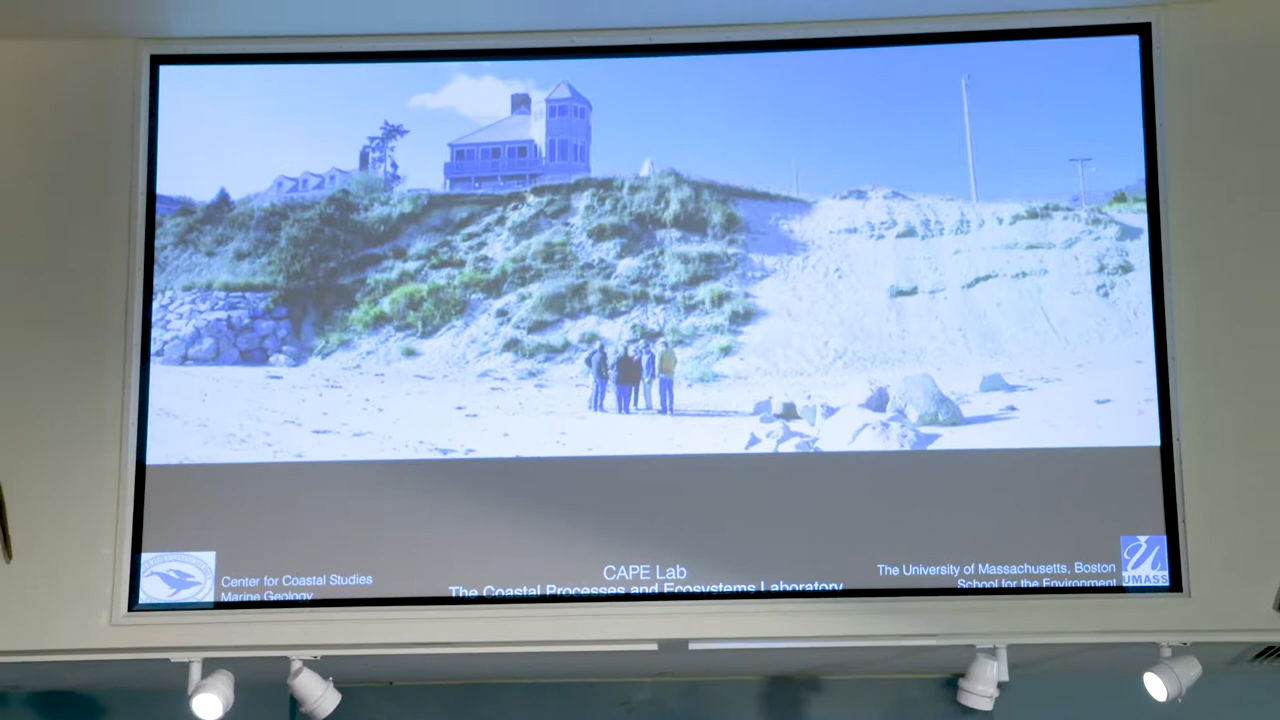 Center for Coastal Studies
Marine Geology
CAPE Lab
The Coastal Processes and Ecosystems Laboratory
The University of Massachusetts, Boston
School for the Environment
UMASS